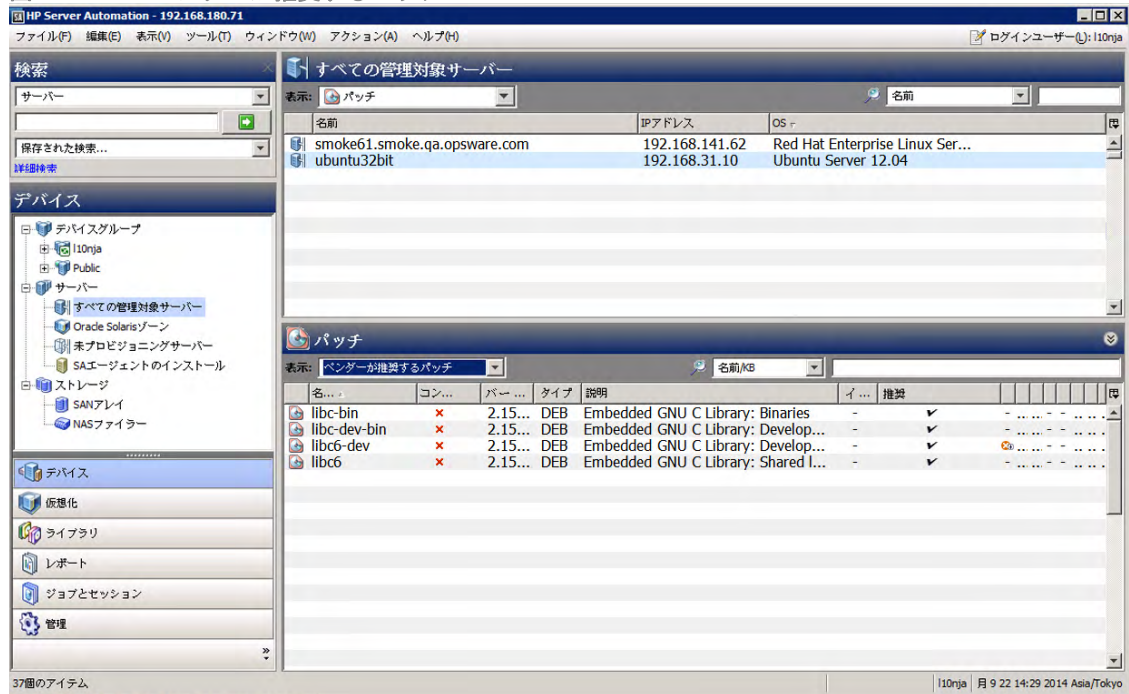 HP Server Automation - 192.168.180.71
ファイル(F) 編集(E) 表示(V) ツール(T) ウィンドウ(W) アクション(A) ヘルプ(H)
ログインユーザー(L): l10nja
検索
サーバー
保存された検索...
詳細検索
デバイス
デバイスグループ
l10nja
Public
サーバー
すべての管理対象サーバー
Oracle Solarisゾーン
未プロビジョニングサーバー
SAエージェントのインストール
ストレージ
SANアレイ
NASファイラー
デバイス
仮想化
ライブラリ
レポート
ジョブとセッション
管理
すべての管理対象サーバー
表示: パッチ 名前
名前 IPアドレス OS
smoke61.smoke.qa.opsware.com 192.168.141.62 Red Hat Enterprise Linux Ser...
ubuntu32bit 192.168.31.10 Ubuntu Server 12.04
パッチ
表示: ベンダーが推奨するパッチ 名前/KB
名... コン... バー... タイプ 説明 イ... 推奨
libc-bin × 2.15... DEB Embedded GNU C Library: Binaries - ✔ - ... ... - - ... ... .
libc-dev-bin × 2.15... DEB Embedded GNU C Library: Develop... - ✔ - ... ... - - ... ... .
libc6-dev × 2.15... DEB Embedded GNU C Library: Develop... - ✔ ... ... - - ... ... .
libc6 × 2.15... DEB Embedded GNU C Library: Shared l... - ✔ - ... ... - - ... ... .
37個のアイテム
l10nja 月 9 22 14:29 2014 Asia/Tokyo